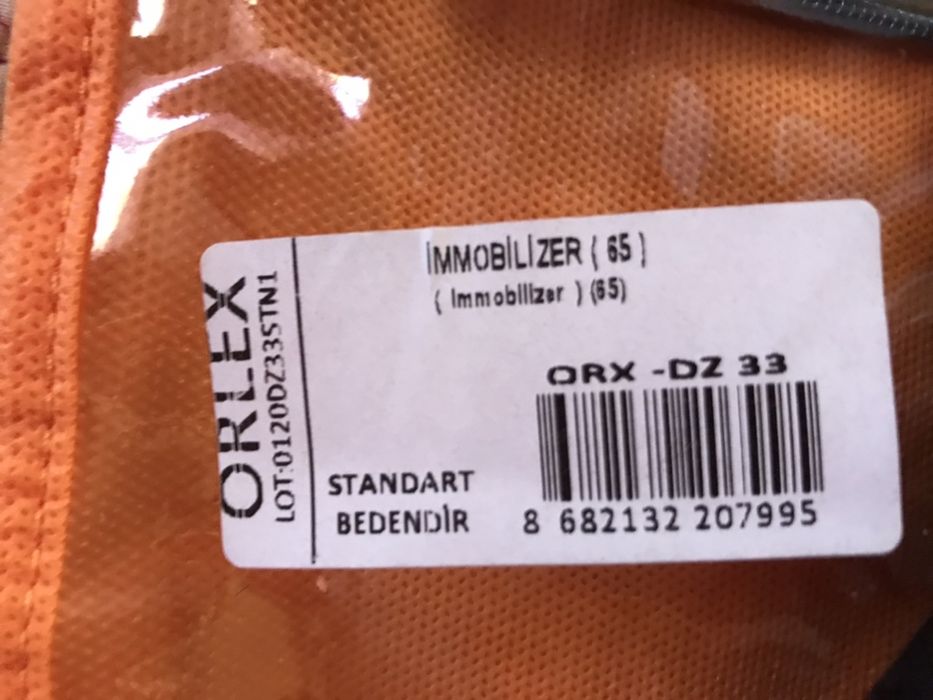 ORLEX
LOT:0120DZ33STN1
İMMOBİLİZER ( 65 )
( Immobilizer ) (65)
ORX -DZ 33
STANDART
BEDENDİR
8 682132 207995